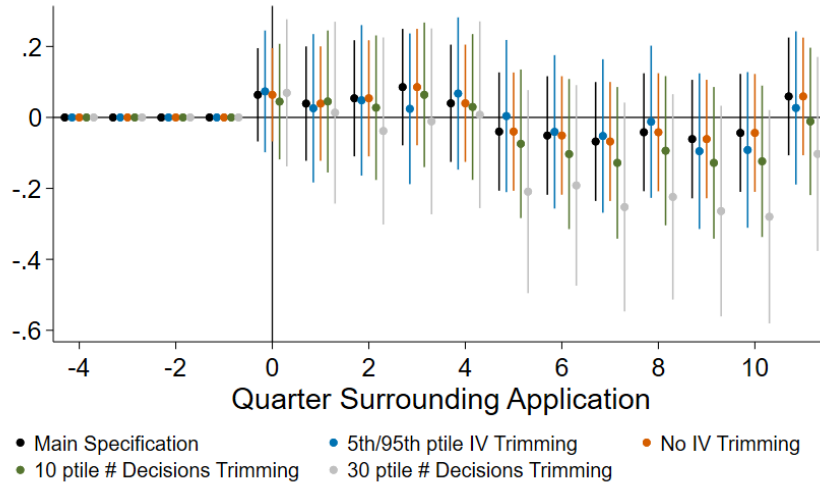 .2
0
-.2
-.4
-.6
-4 -2 0 2 4 6 8 10
Quarter Surrounding Application
Main Specification 5th/95th ptile IV Trimming No IV Trimming
10 ptile # Decisions Trimming 30 ptile # Decisions Trimming